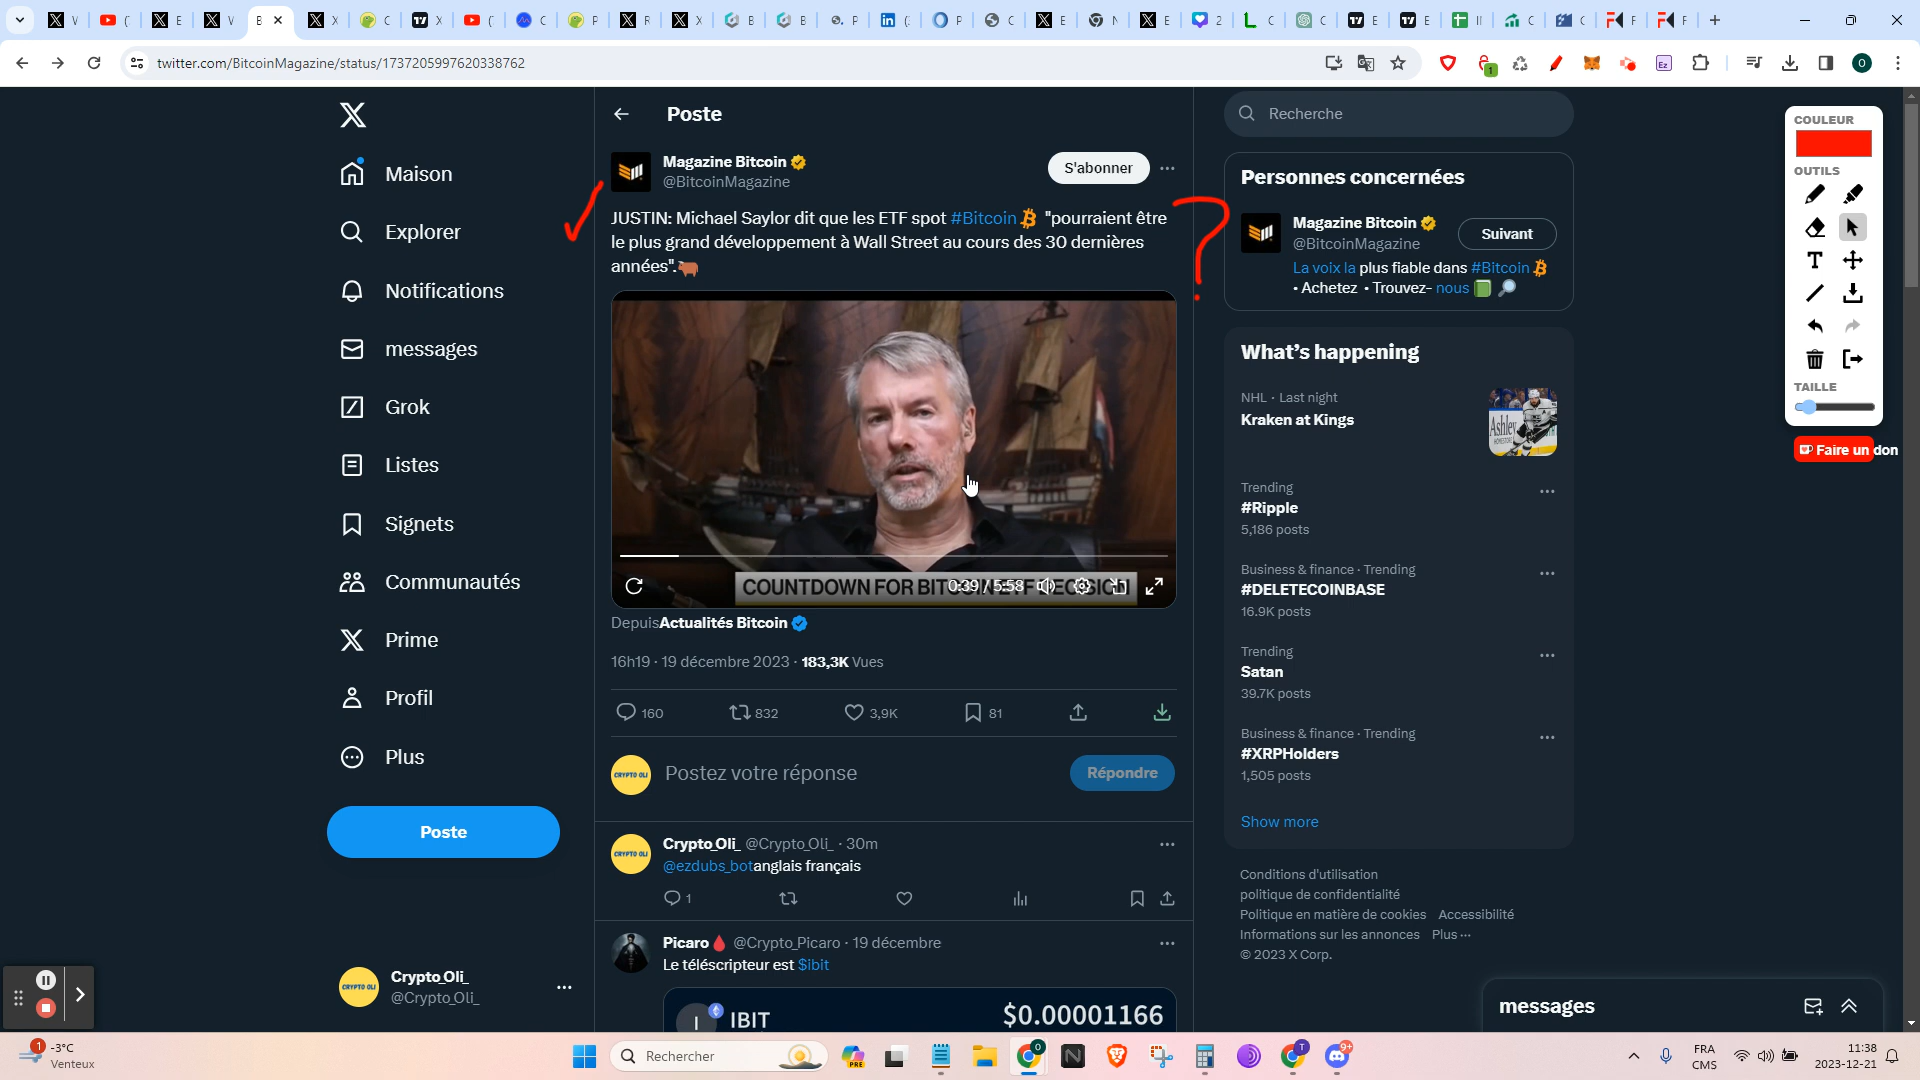 twitter.com/BitcoinMagazine/status/1737205997620338762
Poste
Recherche
COULEUR
OUTILS
TAILLE
Faire un don
Maison
Explorer
Notifications
messages
Grok
Listes
Signets
Communautés
Prime
Profil
Plus
Poste
Crypto_Oli_
@Crypto_Oli_
Magazine Bitcoin
@BitcoinMagazine
S'abonner
JUSTIN: Michael Saylor dit que les ETF spot #Bitcoin "pourraient être
le plus grand développement à Wall Street au cours des 30 dernières
années".
COUNTDOWN FOR BITCOIN ETF DECISION
0:39 / 5:58
DepuisActualités Bitcoin
16h19 · 19 décembre 2023 · 183,3K Vues
160 832 3,9K 81
CRYPTO OLI
Postez votre réponse
Répondre
Crypto_Oli_ @Crypto_Oli_ · 30m
@ezdubs_botanglais français
1
Picaro @Crypto_Picaro · 19 décembre
Le téléscripteur est $ibit
IBIT
$0.00001166
Personnes concernées
Magazine Bitcoin
@BitcoinMagazine
Suivant
La voix la plus fiable dans #Bitcoin
• Achetez • Trouvez- nous
What's happening
NHL · Last night
Kraken at Kings
Trending
#Ripple
5,186 posts
Business & finance · Trending
#DELETECOINBASE
16.9K posts
Trending
Satan
39.7K posts
Business & finance · Trending
#XRPHolders
1,505 posts
Show more
Conditions d'utilisation
politique de confidentialité
Politique en matière de cookies Accessibilité
Informations sur les annonces Plus ···
© 2023 X Corp.
messages
-3°C
Venteux
Rechercher
FRA
CMS
11:38
2023-12-21